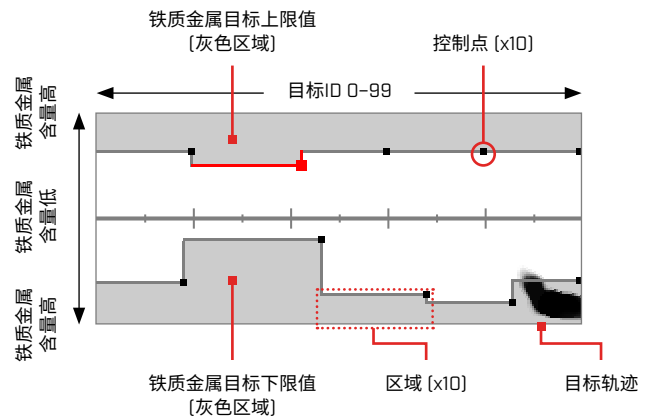 铁质金属目标上限值
(灰色区域)
控制点 (x10)
目标ID 0-99
铁质金属
含量高
铁质金属
含量低
铁质金属
含量高
铁质金属目标下限值
(灰色区域)
区域 (x10)
目标轨迹